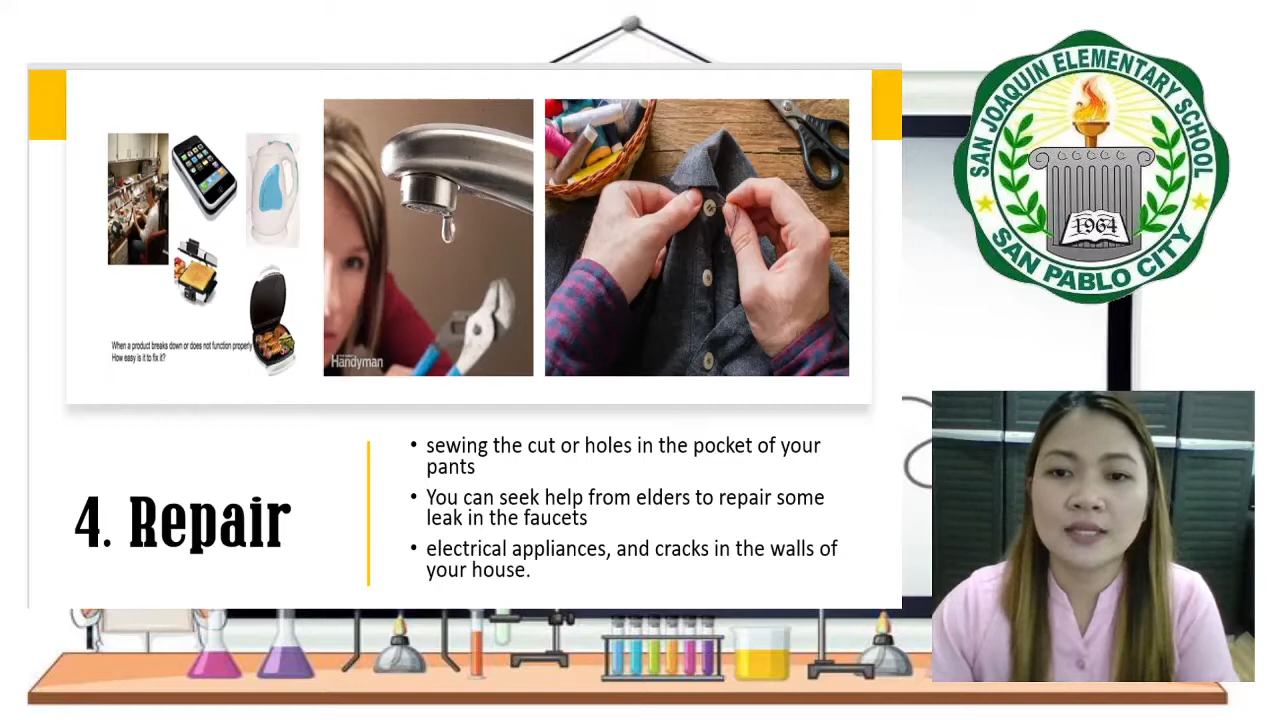 SAN JOAQUIN ELEMENTARY SCHOOL
1964
SAN PABLO CITY
Handyman
When a product breaks down or does not function properly
How easy is it to fix it?
4. Repair
• sewing the cut or holes in the pocket of your
pants
• You can seek help from elders to repair some
leak in the faucets
• electrical appliances, and cracks in the walls of
your house.